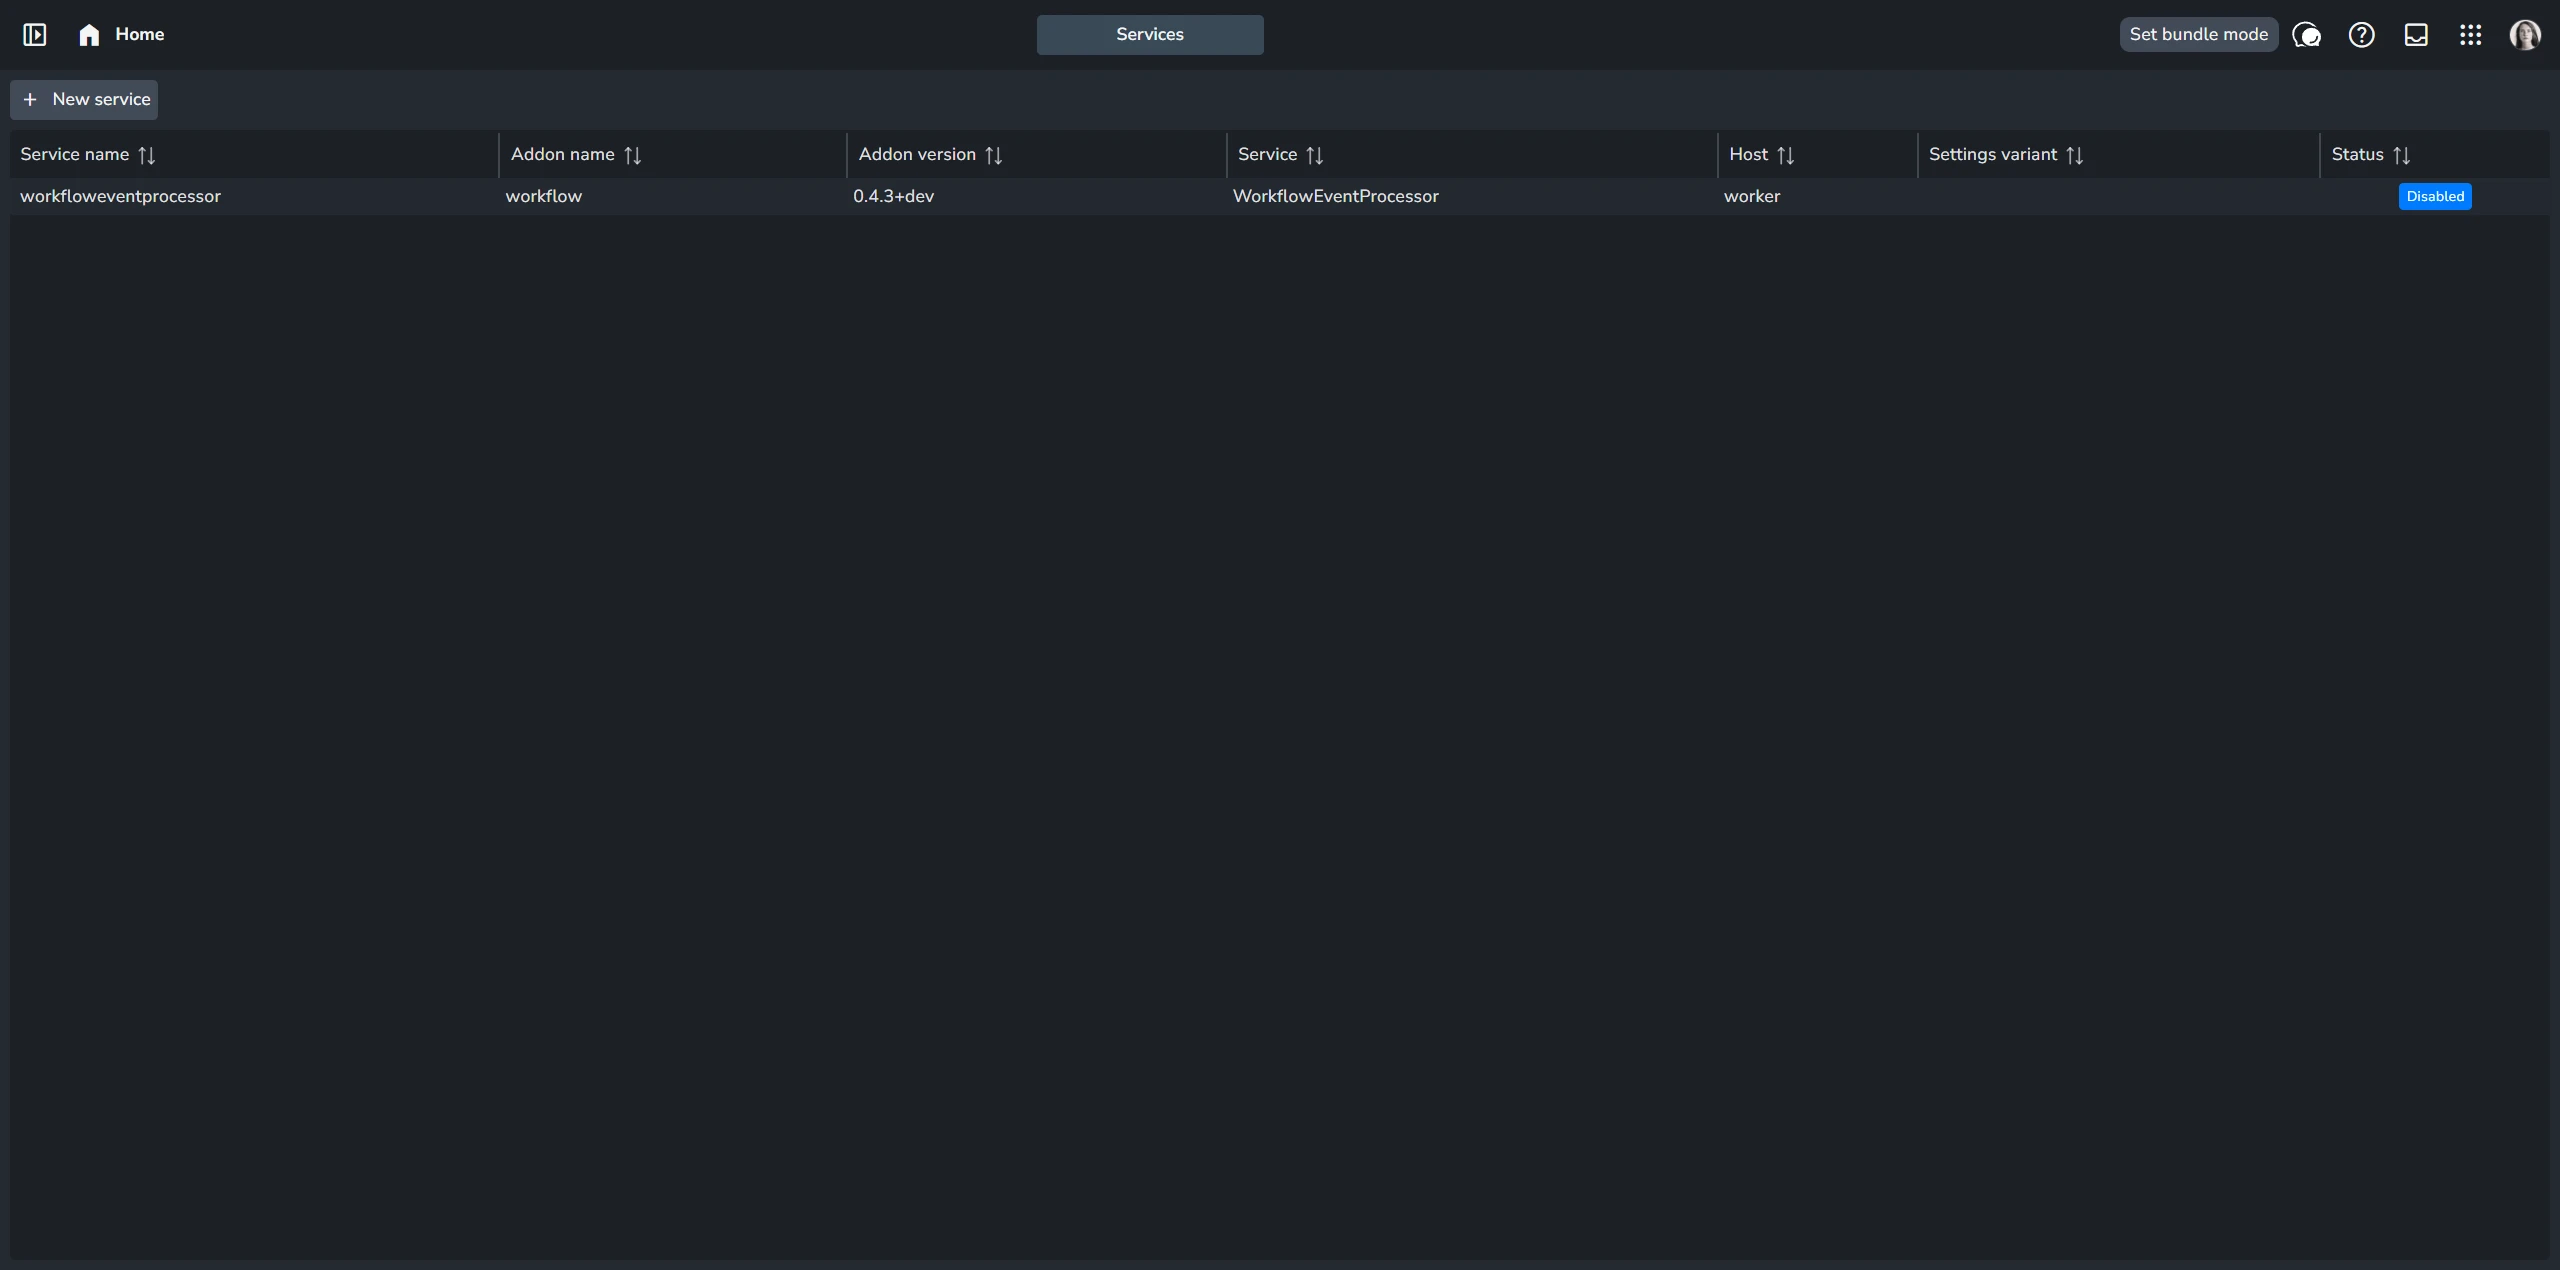 Home
Services
Set bundle mode
New service
Service name
Addon name
Addon version
Service
Host
Settings variant
Status
workfloweventprocessor
workflow
0.4.3+dev
WorkflowEventProcessor
worker
Disabled